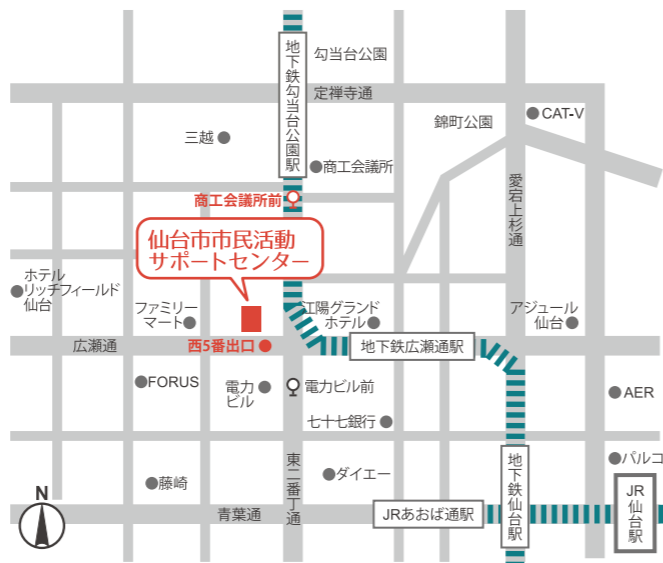 勾当台公園
地下鉄勾当台公園駅
定禅寺通
CAT-V
錦町公園
三越
商工会議所
愛宕上杉通
商工会議所前
仙台市市民活動
サポートセンター
ホテル
リッチフィールド
仙台
ファミリー
マート
江陽グランド
ホテル
アジュール
仙台
広瀬通
西5番出口
地下鉄広瀬通駅
FORUS
電力
ビル
電力ビル前
AER
七十七銀行
東二番丁通
地下鉄仙台駅
パルコ
藤崎
ダイエー
N
青葉通
JRあおば通駅
JR
仙台駅